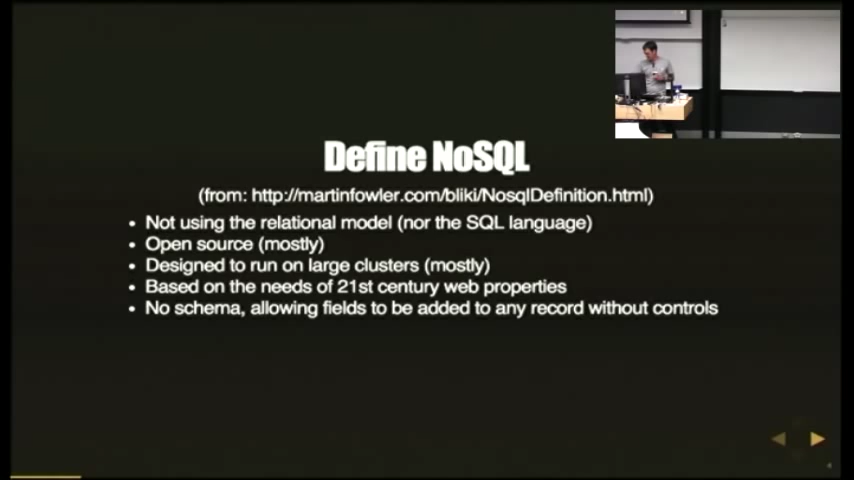 Define NoSQL
(from: http://martinfowler.com/bliki/NosqlDefinition.html)
• Not using the relational model (nor the SQL language)
• Open source (mostly)
• Designed to run on large clusters (mostly)
• Based on the needs of 21st century web properties
• No schema, allowing fields to be added to any record without controls